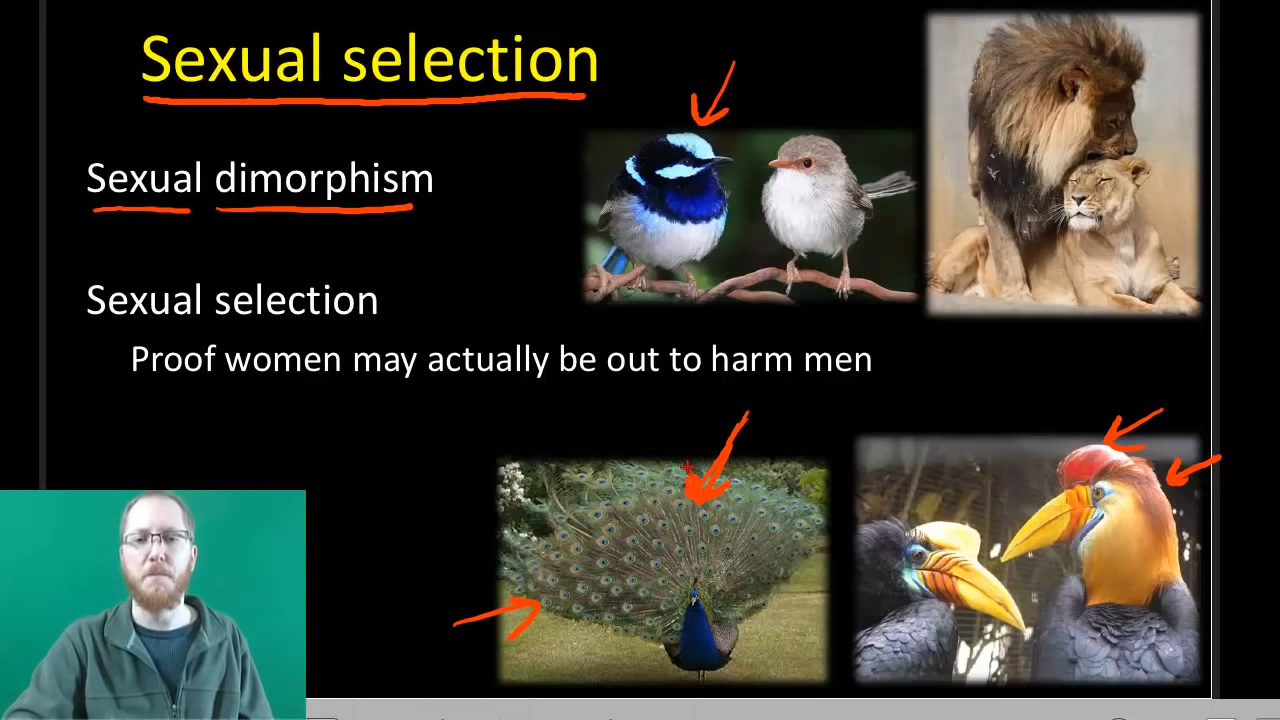 Sexual selection
Sexual dimorphism
Sexual selection
Proof women may actually be out to harm men